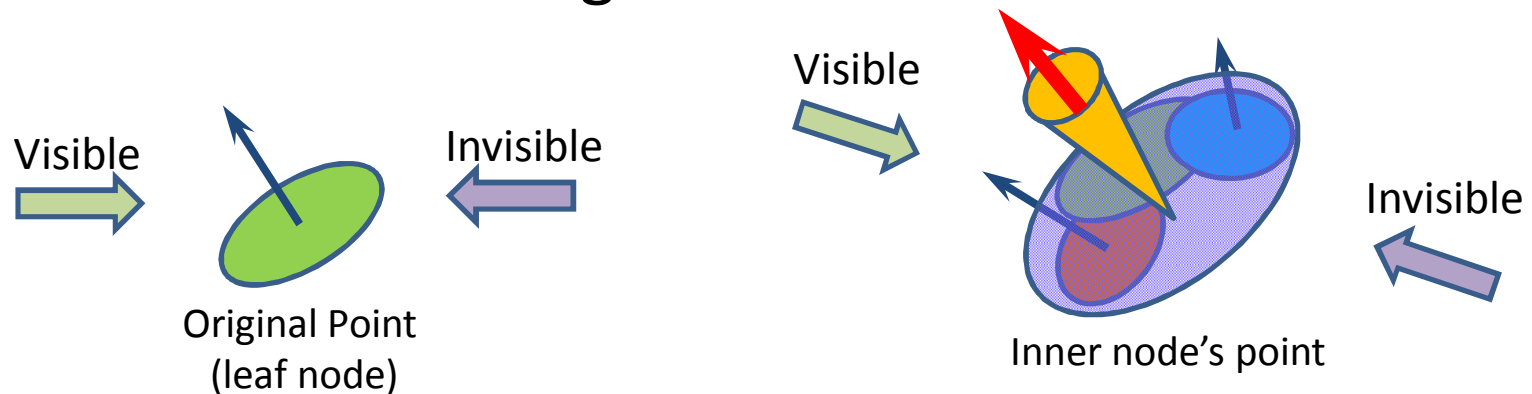 Visible
Invisible
Original Point
(leaf node)
Visible
Invisible
Inner node's point